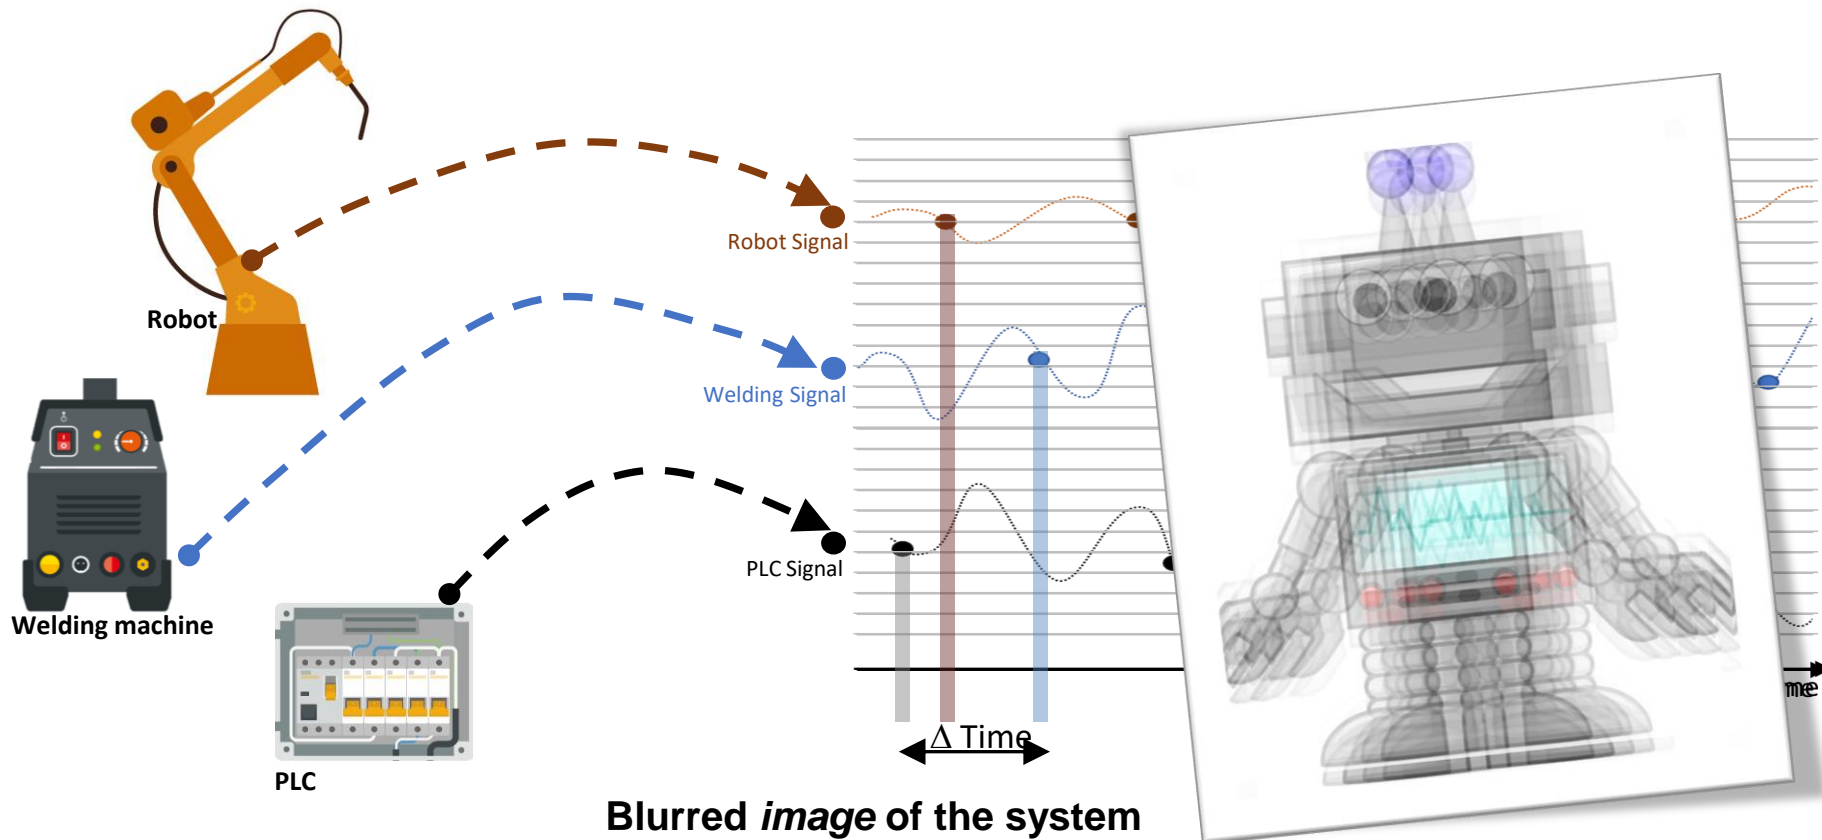 Robot
Welding machine
PLC
Robot Signal
Welding Signal
PLC Signal
Δ Time
Blurred image of the system